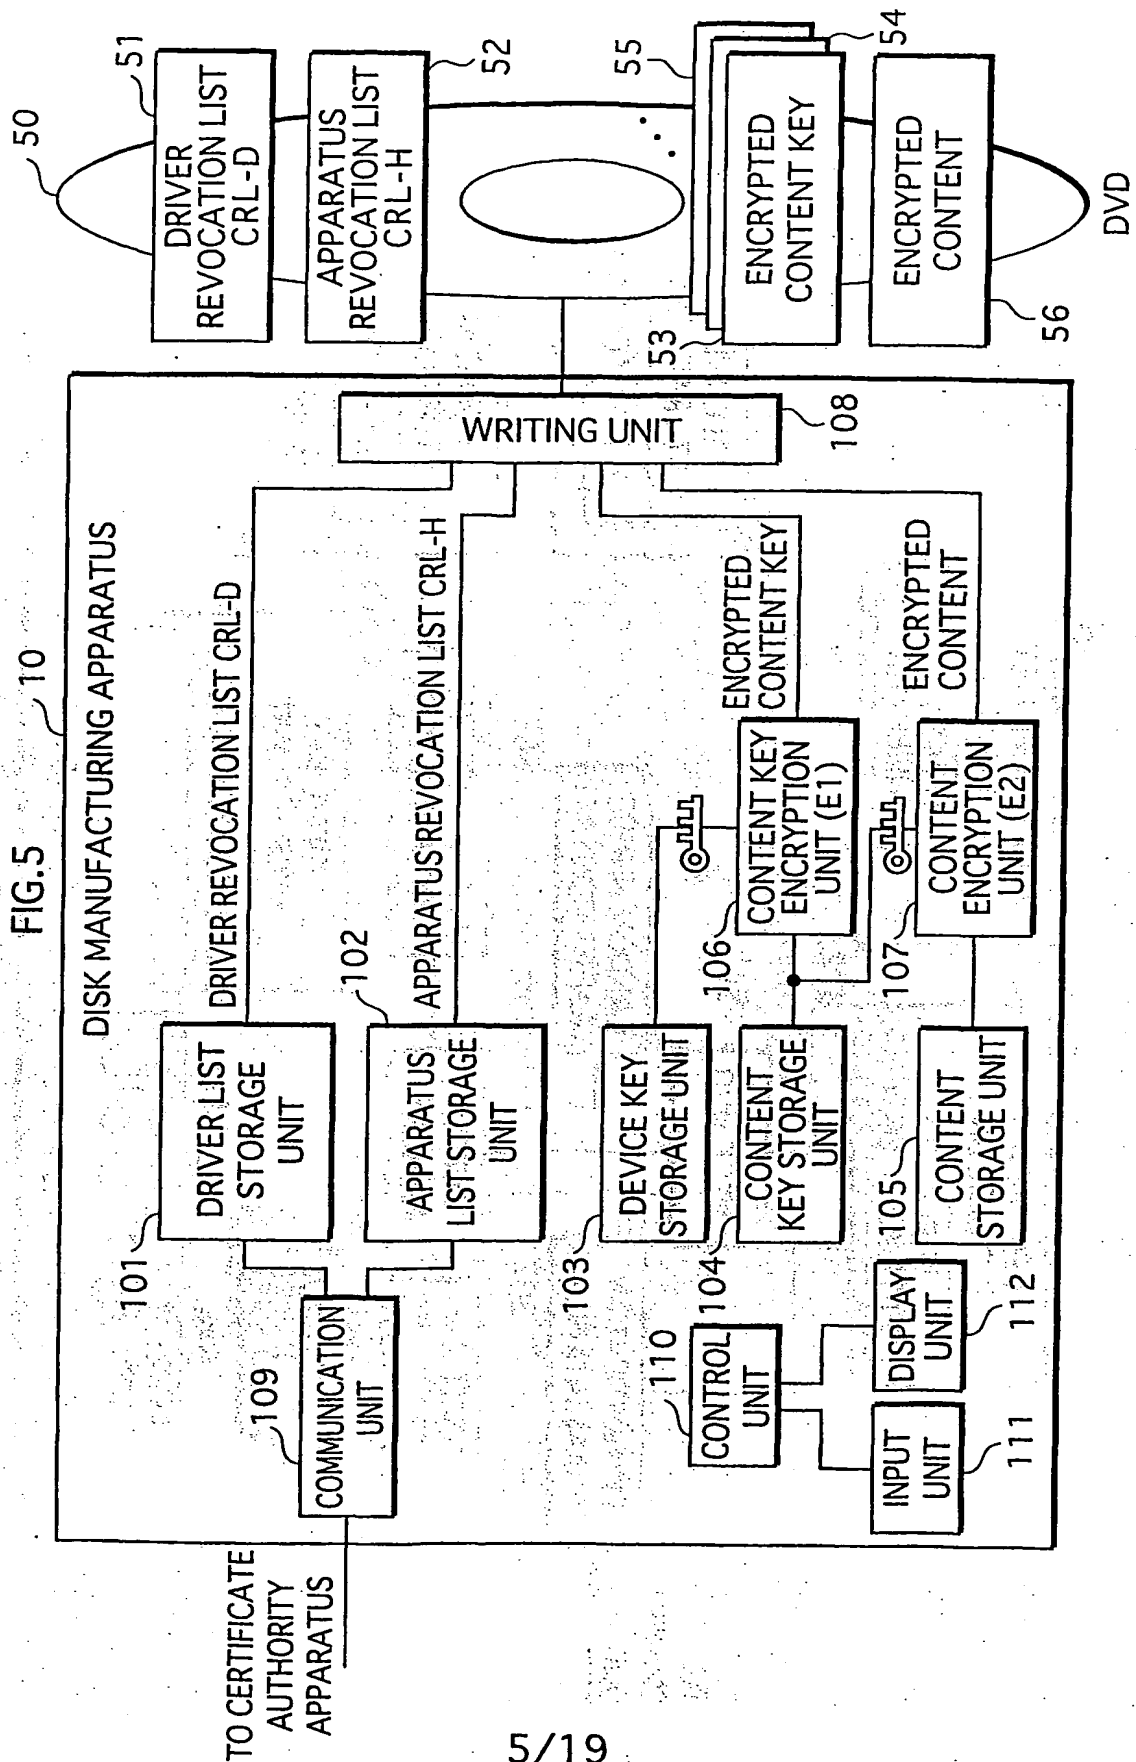 FIG.5
10
DISK MANUFACTURING APPARATUS
TO CERTIFICATE
AUTHORITY
APPARATUS
109
COMMUNICATION
UNIT
101
DRIVER LIST
STORAGE
UNIT
DRIVER REVOCATION LIST CRL-D
102
APPARATUS
LIST STORAGE
UNIT
APPARATUS REVOCATION LIST CRL-H
103
DEVICE KEY
STORAGE UNIT
104
CONTENT
KEY STORAGE
UNIT
105
CONTENT
STORAGE UNIT
106
CONTENT KEY
ENCRYPTION
UNIT (E1)
107
CONTENT
ENCRYPTION
UNIT (E2)
ENCRYPTED
CONTENT KEY
ENCRYPTED
CONTENT
WRITING UNIT
108
110
CONTROL
UNIT
INPUT
UNIT
111
DISPLAY
UNIT
112
50
51
DRIVER
REVOCATION LIST
CRL-D
52
APPARATUS
REVOCATION LIST
CRL-H
55
54
53
ENCRYPTED
CONTENT KEY
ENCRYPTED
CONTENT
56
DVD
5/19